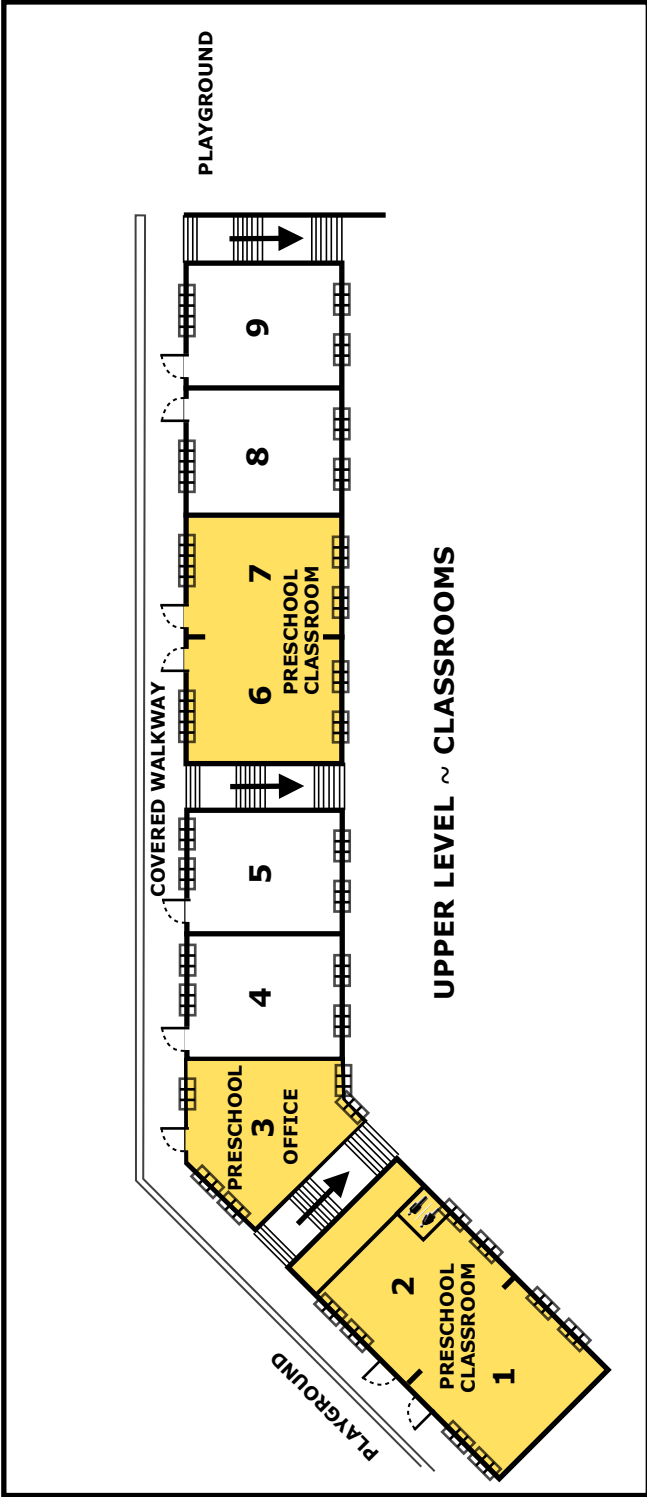 PLAYGROUND
1
PRESCHOOL
CLASSROOM
2
PRESCHOOL
3
OFFICE
4
5
COVERED WALKWAY
6
7
PRESCHOOL
CLASSROOM
8
9
PLAYGROUND
UPPER LEVEL ~ CLASSROOMS